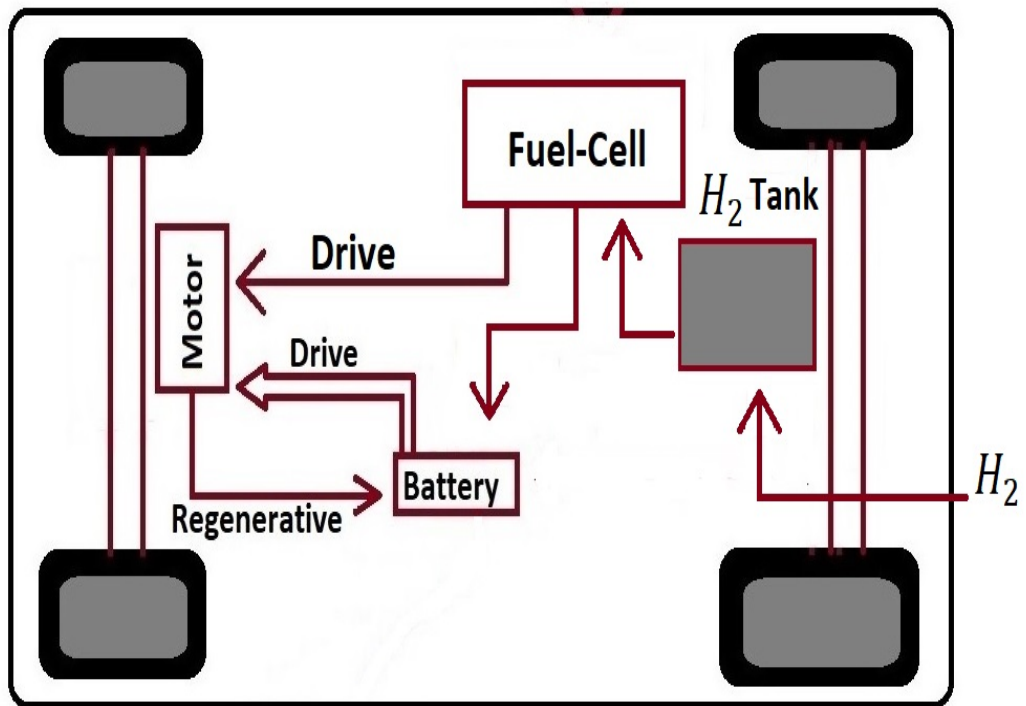 Fuel-Cell
H₂ Tank
Drive
Motor
Drive
Battery
H₂
Regenerative